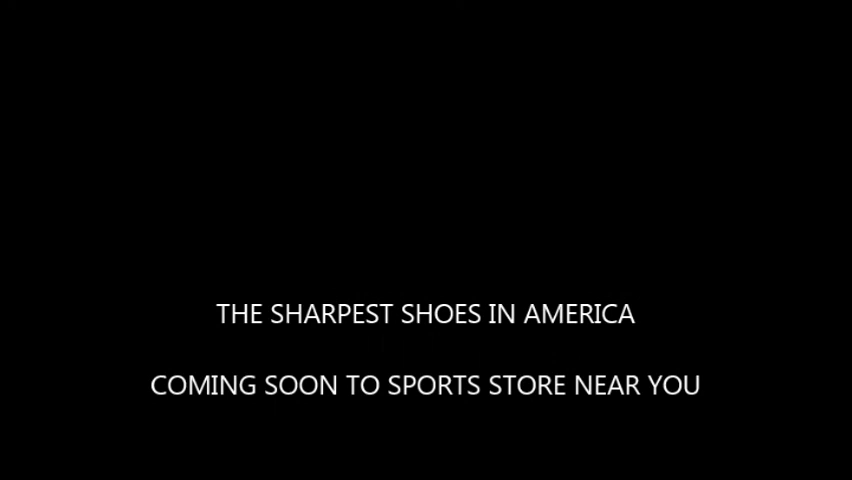 THE SHARPEST SHOES IN AMERICA
COMING SOON TO SPORTS STORE NEAR YOU